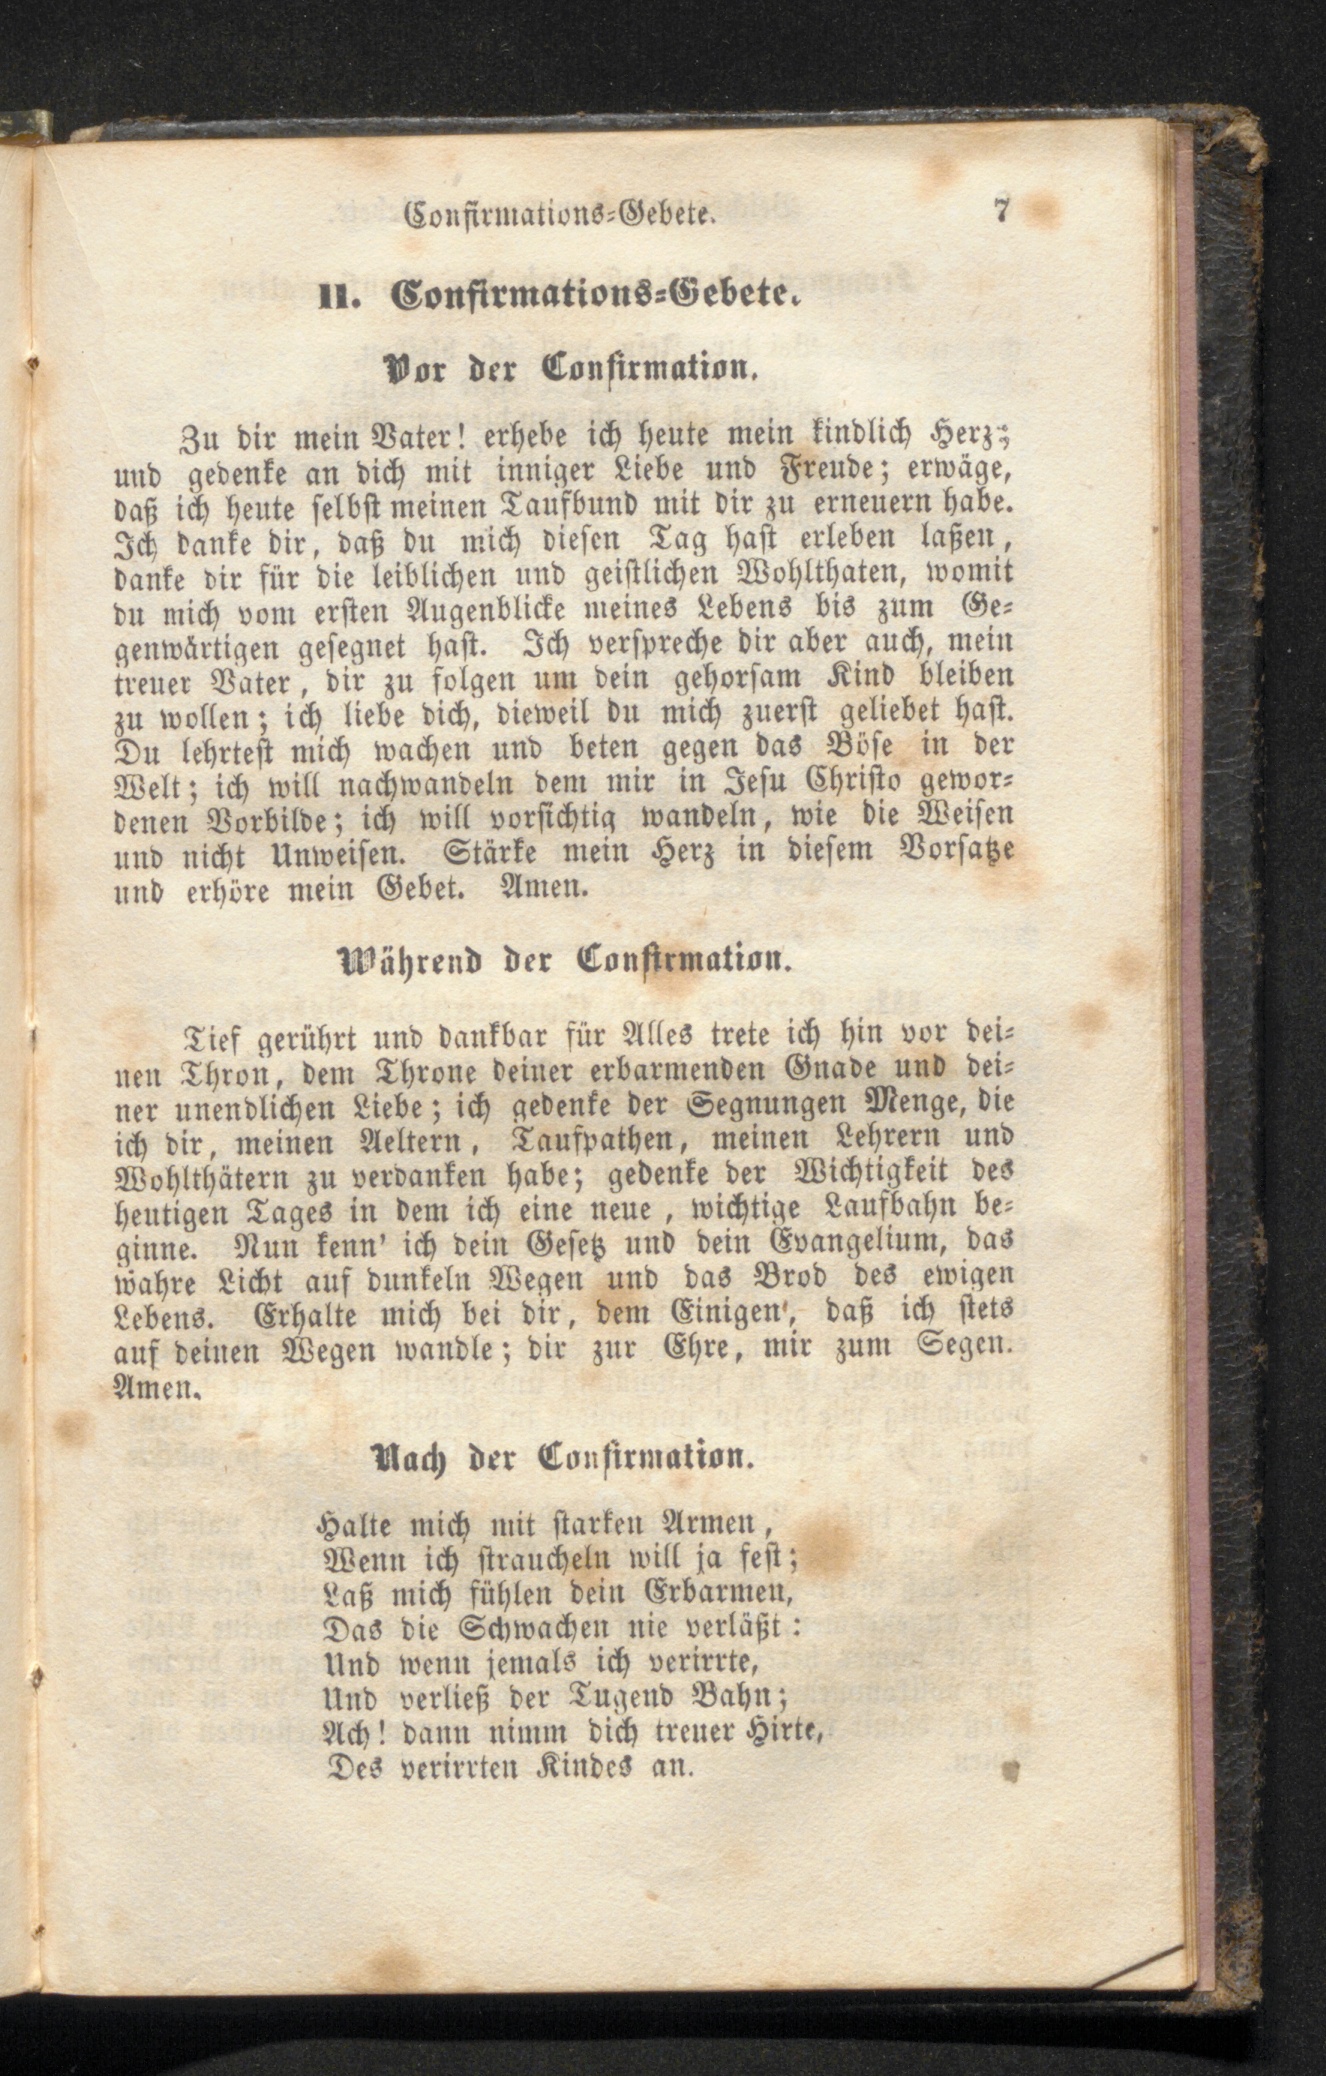 Confirmations-Gebete. 7
II. Confirmations-Gebete.
Vor der Confirmation.
Zu dir mein Vater! erhebe ich heute mein kindlich Herz;
und gedenke an dich mit inniger Liebe und Freude; erwäge,
daß ich heute selbst meinen Taufbund mit dir zu erneuern habe.
Ich danke dir, daß du mich diesen Tag hast erleben laßen,
danke dir für die leiblichen und geistlichen Wohlthaten, womit
du mich vom ersten Augenblicke meines Lebens bis zum Ge-
genwärtigen gesegnet hast. Ich verspreche dir aber auch, mein
treuer Vater, dir zu folgen um dein gehorsam Kind bleiben
zu wollen; ich liebe dich, dieweil du mich zuerst geliebet hast.
Du lehrtest mich wachen und beten gegen das Böse in der
Welt; ich will nachwandeln dem mir in Jesu Christo gewor-
denen Vorbilde; ich will vorsichtig wandeln, wie die Weisen
und nicht Unweisen. Stärke mein Herz in diesem Vorsatze
und erhöre mein Gebet. Amen.
Während der Confirmation.
Tief gerührt und dankbar für Alles trete ich hin vor dei-
nen Thron, dem Throne deiner erbarmenden Gnade und dei-
ner unendlichen Liebe; ich gedenke der Segnungen Menge, die
ich dir, meinen Aeltern, Taufpathen, meinen Lehrern und
Wohlthätern zu verdanken habe; gedenke der Wichtigkeit des
heutigen Tages in dem ich eine neue, wichtige Laufbahn be-
ginne. Nun kenn' ich dein Gesetz und dein Evangelium, das
wahre Licht auf dunkeln Wegen und das Brod des ewigen
Lebens. Erhalte mich bei dir, dem Einigen', daß ich stets
auf deinen Wegen wandle; dir zur Ehre, mir zum Segen.
Amen.
Nach der Confirmation.
Halte mich mit starken Armen,
Wenn ich straucheln will ja fest;
Laß mich fühlen dein Erbarmen,
Das die Schwachen nie verläßt:
Und wenn jemals ich verirrte,
Und verließ der Tugend Bahn;
Ach! dann nimm dich treuer Hirte,
Des verirrten Kindes an.